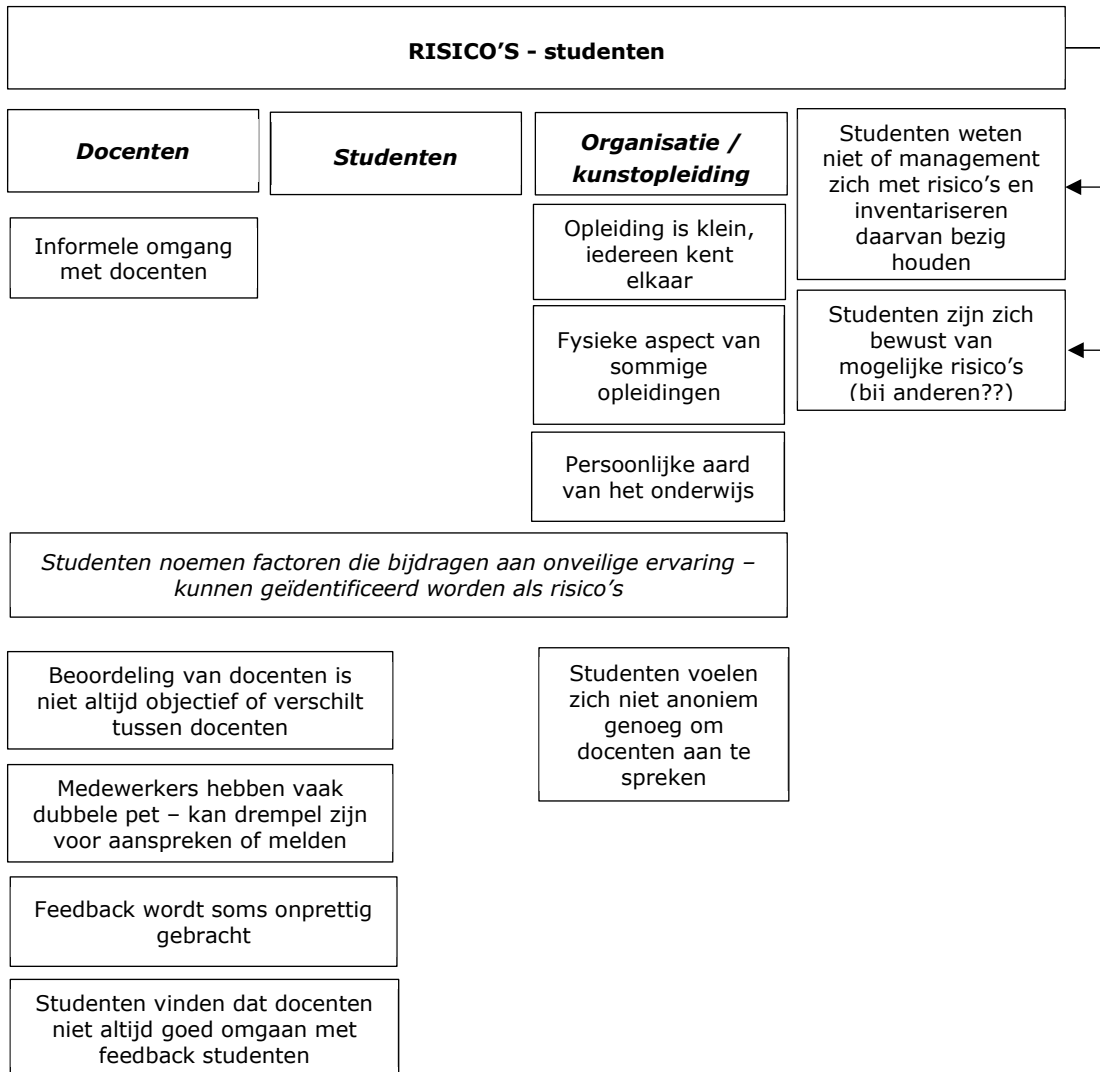 RISICO’S - studenten
Docenten
Studenten
Organisatie /
kunstopleiding
Studenten weten
niet of management
zich met risico’s en
inventariseren
daarvan bezig
houden
Informele omgang
met docenten
Opleiding is klein,
iedereen kent
elkaar
Studenten zijn zich
bewust van
mogelijke risico’s
(bij anderen??)
Fysieke aspect van
sommige
opleidingen
Persoonlijke aard
van het onderwijs
Studenten noemen factoren die bijdragen aan onveilige ervaring –
kunnen geïdentificeerd worden als risico’s
Beoordeling van docenten is
niet altijd objectief of verschilt
tussen docenten
Studenten voelen
zich niet anoniem
genoeg om
docenten aan te
spreken
Medewerkers hebben vaak
dubbele pet – kan drempel zijn
voor aanspreken of melden
Feedback wordt soms onprettig
gebracht
Studenten vinden dat docenten
niet altijd goed omgaan met
feedback studenten